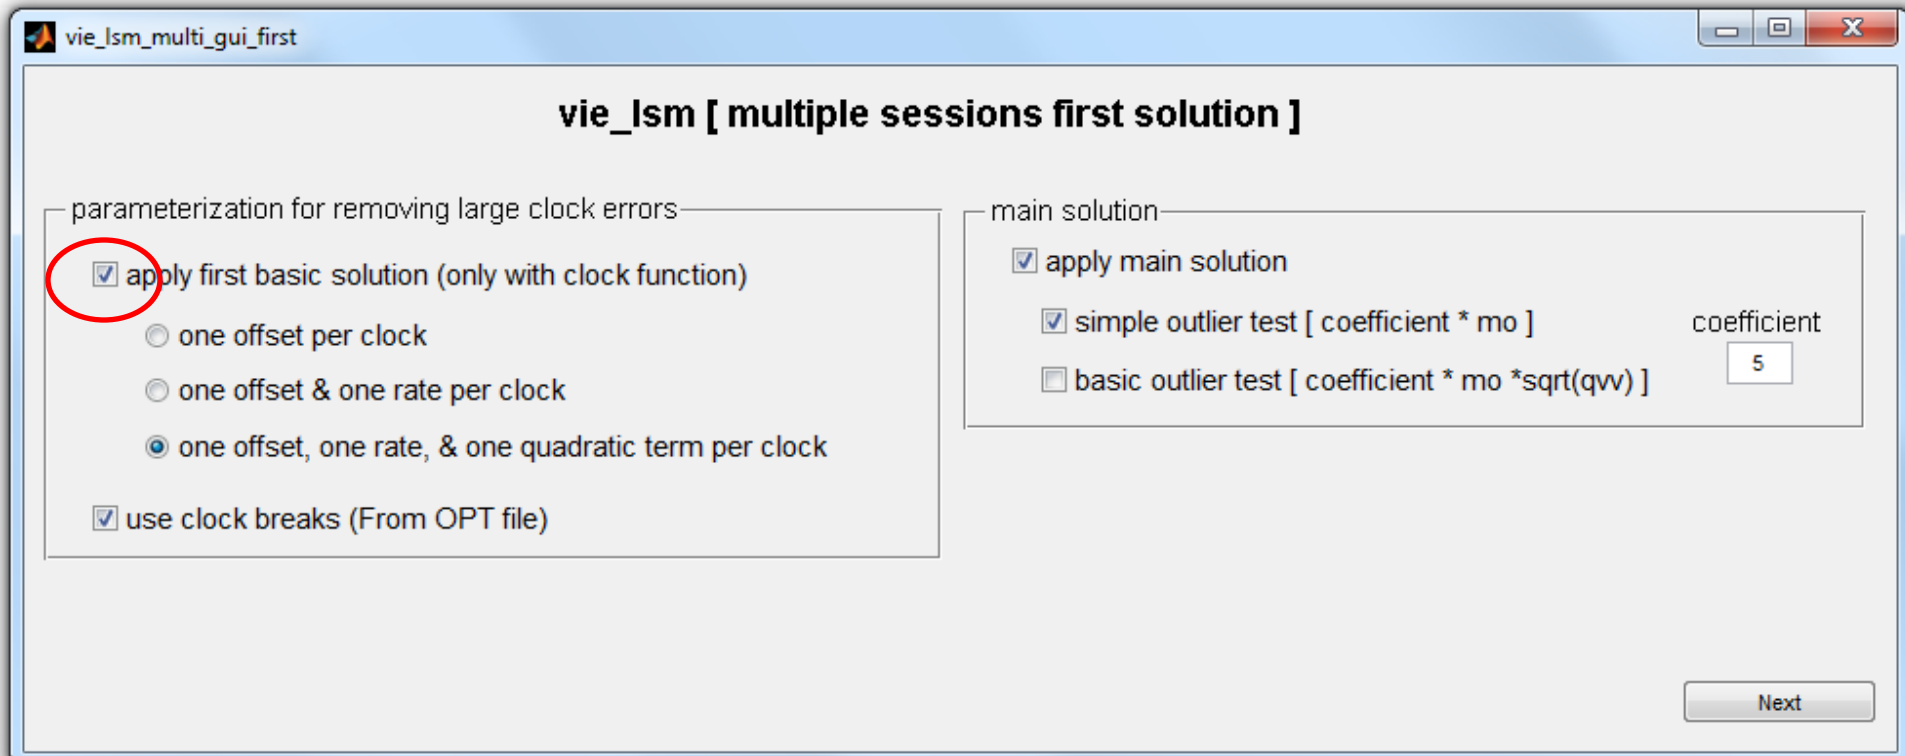 vie_lsm_multi_gui_first
vie_lsm [ multiple sessions first solution ]
parameterization for removing large clock errors
apply first basic solution (only with clock function)
one offset per clock
one offset & one rate per clock
one offset, one rate, & one quadratic term per clock
use clock breaks (From OPT file)
main solution
apply main solution
simple outlier test [ coefficient * mo ]
basic outlier test [ coefficient * mo *sqrt(qvv) ]
coefficient
5
Next